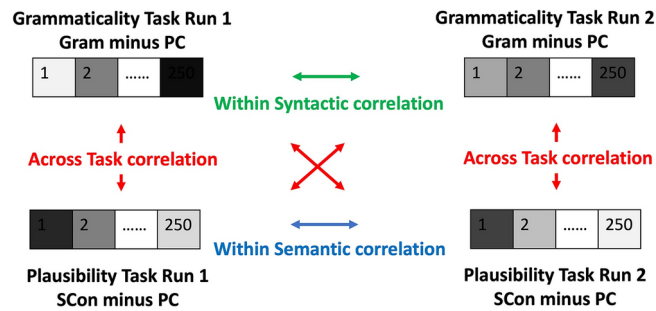 Grammaticality Task Run 1
Gram minus PC
Grammaticality Task Run 2
Gram minus PC
1 2 …… 250
1 2 …… 250
Within Syntactic correlation
Across Task correlation
Across Task correlation
1 2 …… 250
1 2 …… 250
Within Semantic correlation
Plausibility Task Run 1
SCon minus PC
Plausibility Task Run 2
SCon minus PC